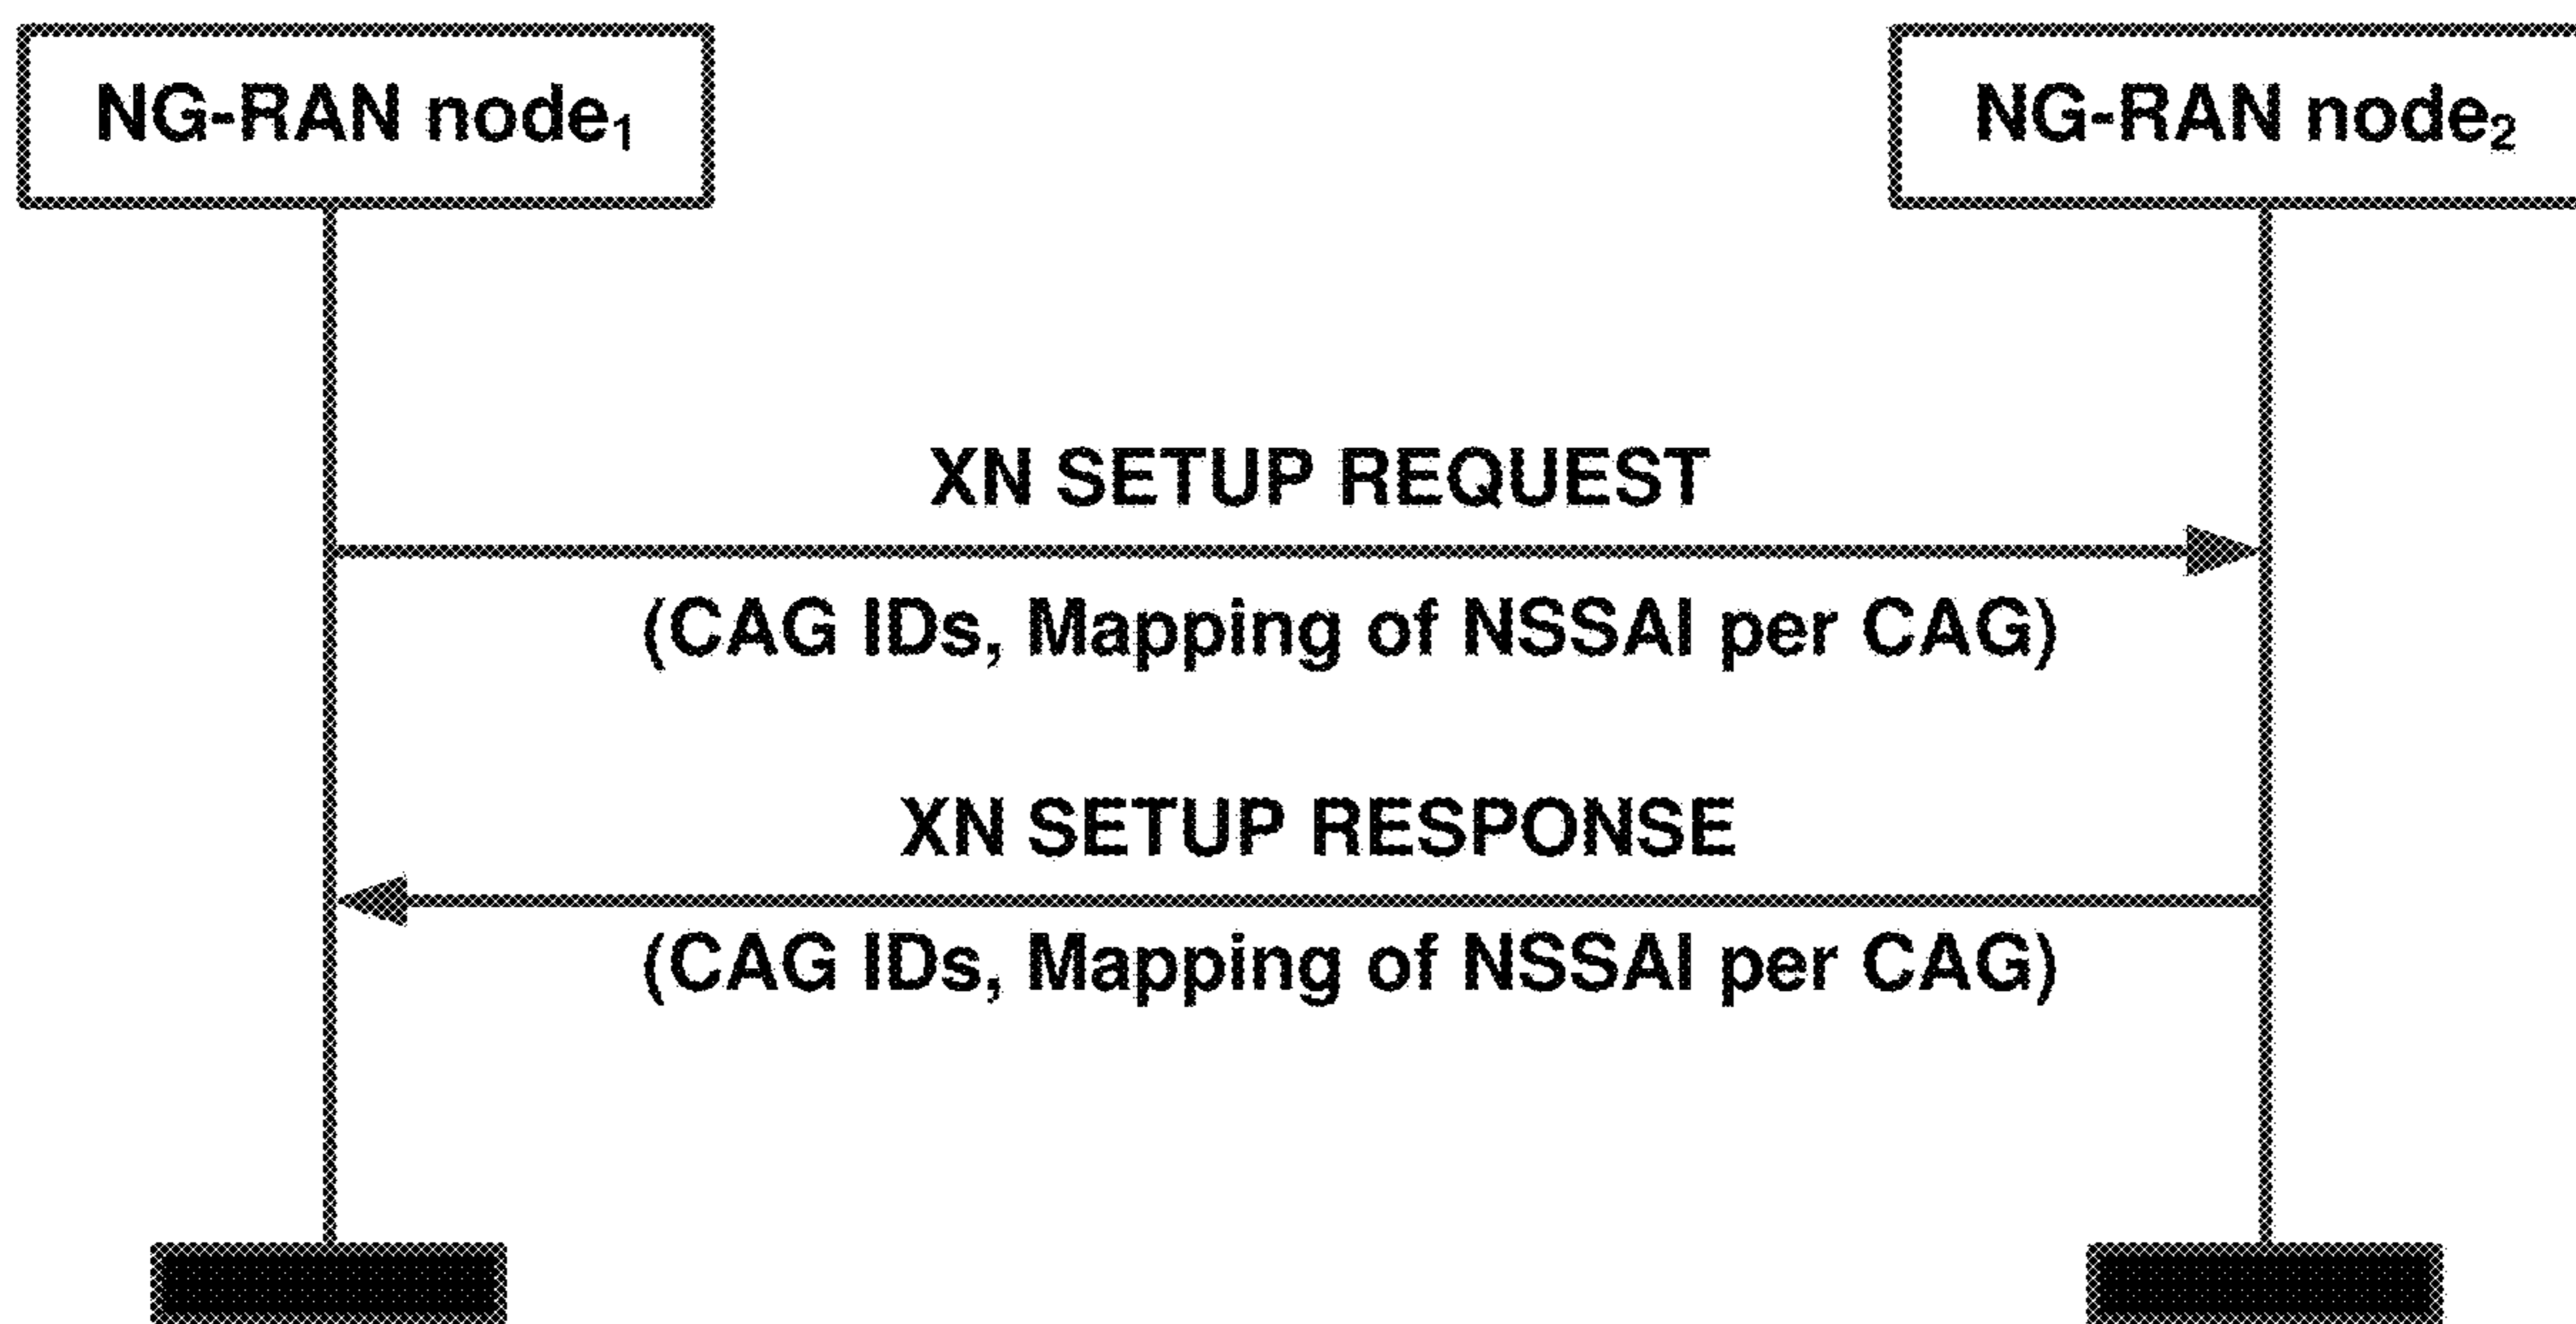 NG-RAN node₁
NG-RAN node₂
XN SETUP REQUEST
(CAG IDs, Mapping of NSSAI per CAG)
XN SETUP RESPONSE
(CAG IDs, Mapping of NSSAI per CAG)